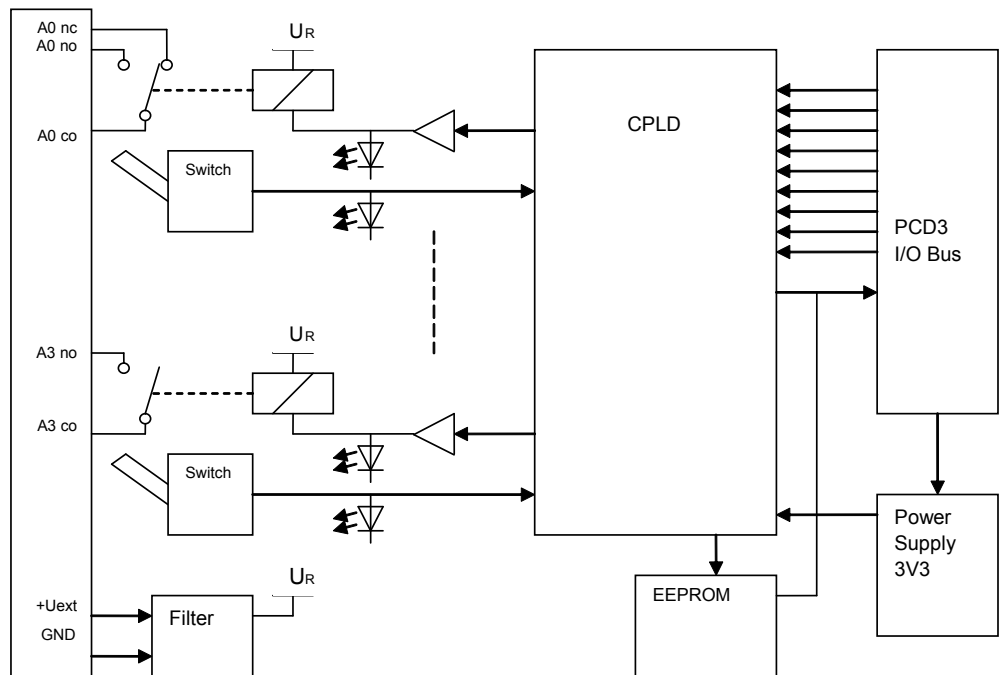 A0 nc
A0 no
A0 co
UR
Switch
CPLD
PCD3
I/O Bus
A3 no
A3 co
UR
Switch
Power
Supply
3V3
EEPROM
+Uext
GND
Filter
UR